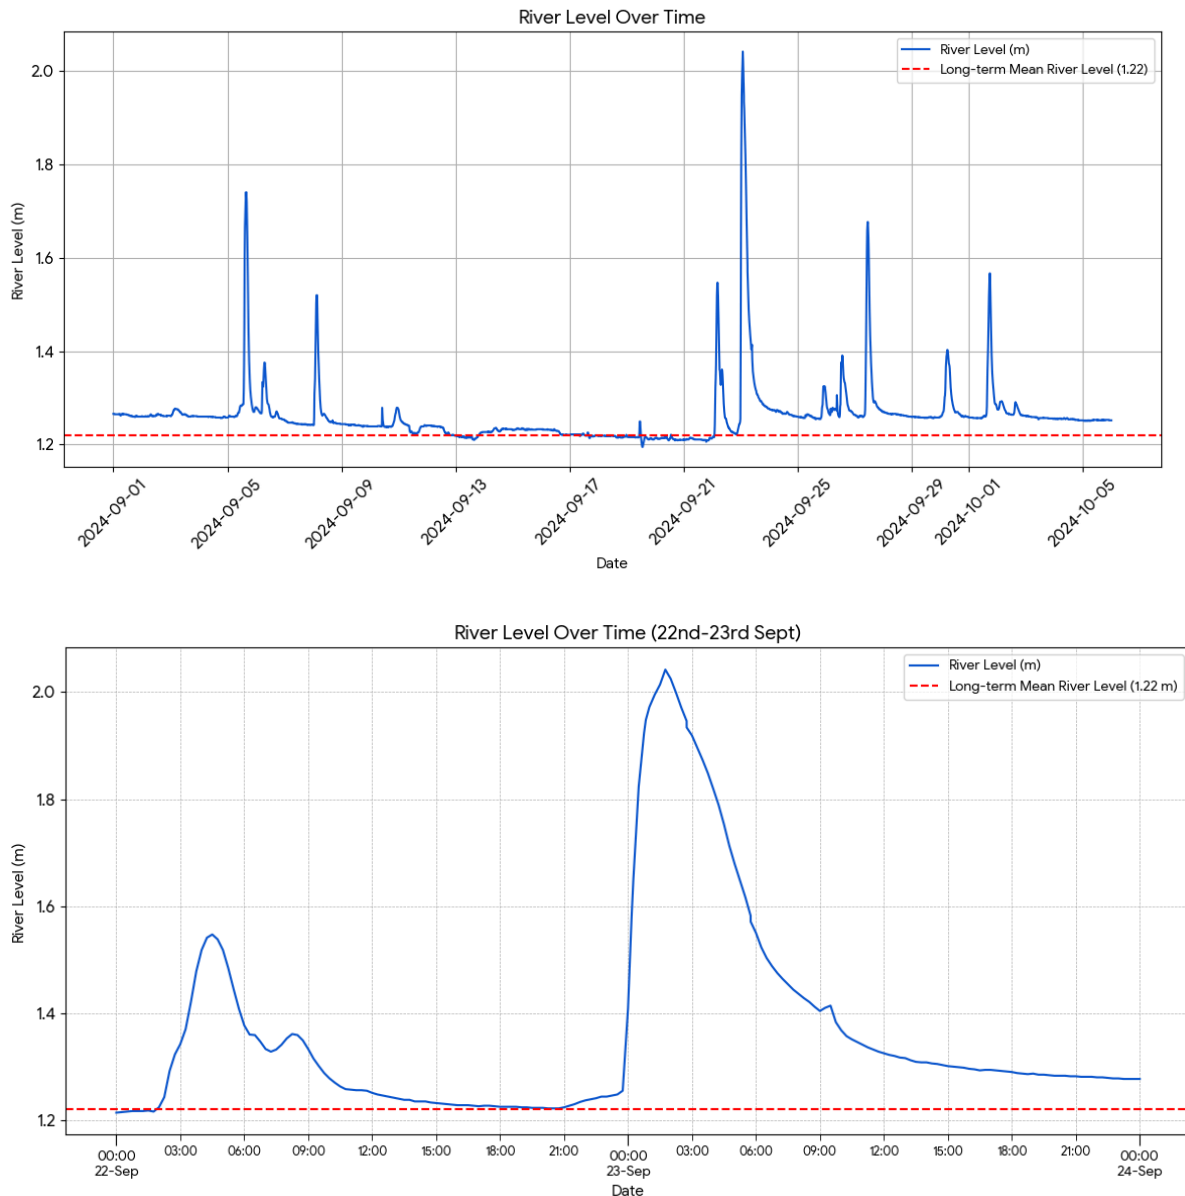 River Level Over Time
River Level (m)
Long-term Mean River Level (1.22)
River Level (m)
2.0
1.8
1.6
1.4
1.2
2024-09-01
2024-09-05
2024-09-09
2024-09-13
2024-09-17
2024-09-21
2024-09-25
2024-09-29
2024-10-01
2024-10-05
Date
River Level Over Time (22nd-23rd Sept)
River Level (m)
Long-term Mean River Level (1.22 m)
River Level (m)
2.0
1.8
1.6
1.4
1.2
00:00 03:00 06:00 09:00 12:00 15:00 18:00 21:00 00:00 03:00 06:00 09:00 12:00 15:00 18:00 21:00 00:00
22-Sep 23-Sep 24-Sep
Date